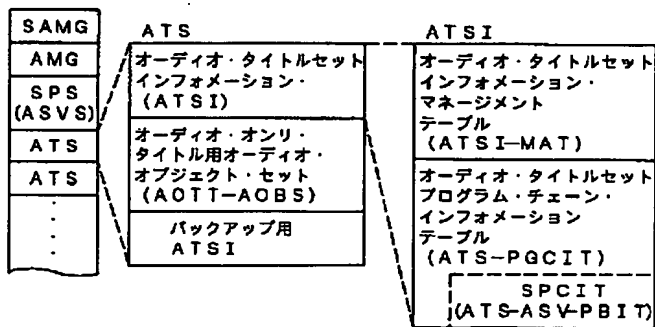 SAMG
AMG
SPS
(ASVS)
ATS
ATS
ATS
オーディオ・タイトルセット
インフォメーション・
(ATSI)
オーディオ・オンリ・
タイトル用オーディオ・
オブジェクト・セット
(AOTT—AOBS)
バックアップ用
ATSI
ATSI
オーディオ・タイトルセット
インフォメーション・
マネージメント
テーブル
(ATSI—MAT)
オーディオ・タイトルセット
プログラム・チェーン・
インフォメーション
テーブル
(ATS—PGCIT)
SPCIT
(ATS-ASV-PBIT)